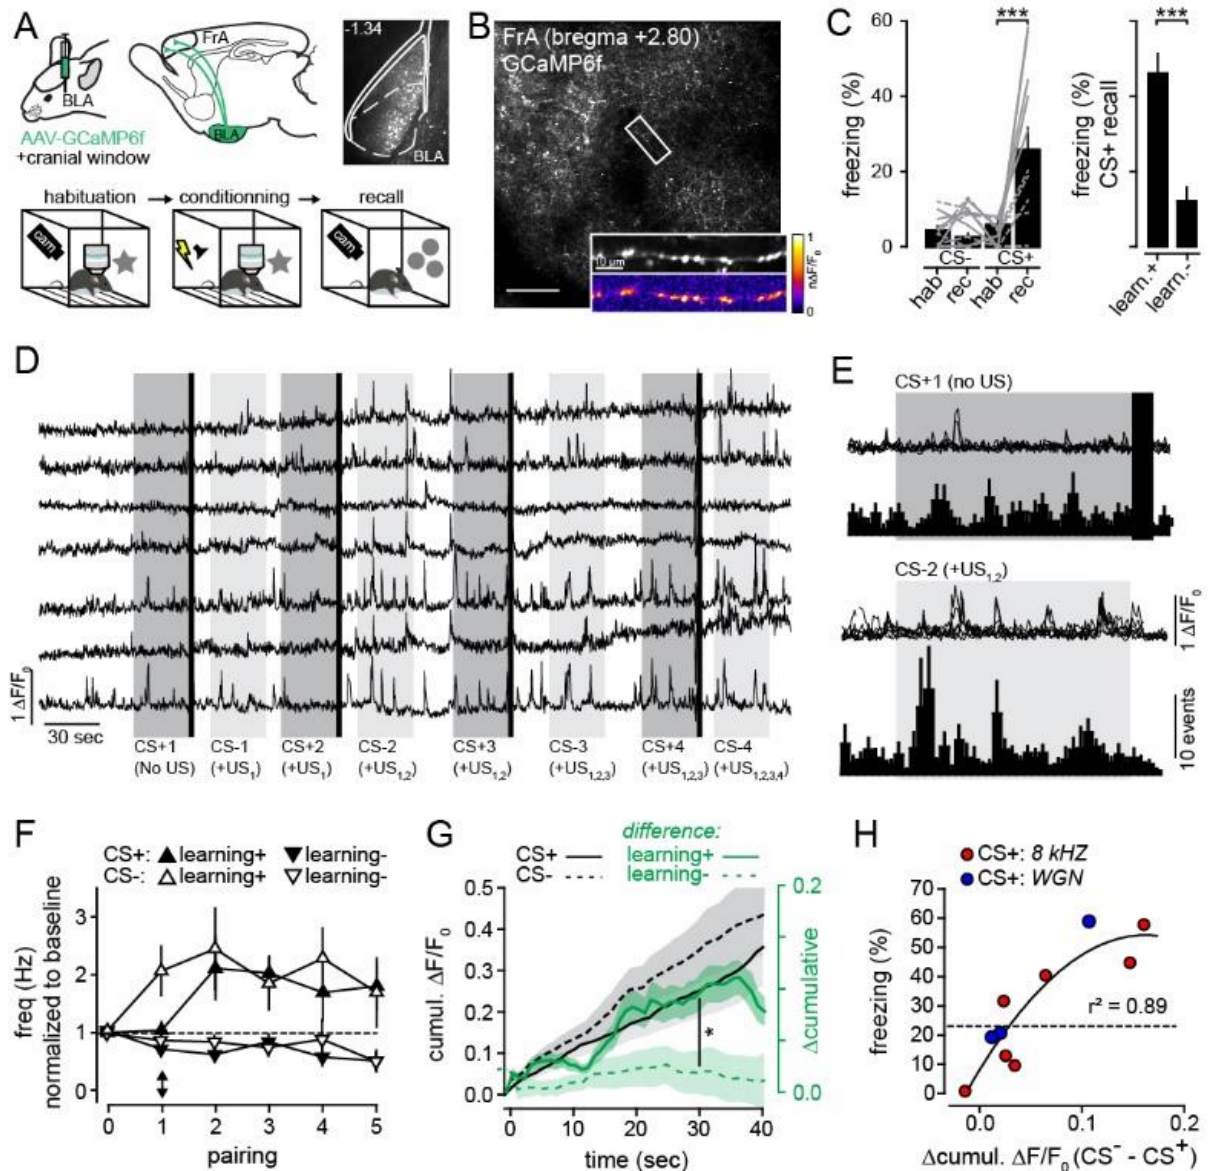 A
FrA
BLA
BLA
AAV-GCaMP6f
+cranial window
-1.34
BLA
habituation
conditionning
recall
cam
cam
B
FrA (bregma +2.80)
GCaMP6f
10 µm
1
nΔF/F0
0
C
60
40
20
0
freezing (%)
***
CS-
CS+
hab
rec
hab
rec
freezing (%)
CS+ recall
***
learn.+
learn.-
D
1 ΔF/F0
30 sec
CS+1
(No US)
CS-1
(+US1)
CS+2
(+US1)
CS-2
(+US1,2)
CS+3
(+US1,2)
CS-3
(+US1,2,3)
CS+4
(+US1,2,3)
CS-4
(+US1,2,3,4)
E
CS+1 (no US)
CS-2 (+US1,2)
1 ΔF/F0
10 events
F
CS+: ▲learning+ ▼learning-
CS-: △learning+ ▽learning-
freq (Hz)
normalized to baseline
3
2
1
0
0 1 2 3 4 5
pairing
G
difference:
CS+
CS-
learning+
learning-
cumul. ΔF/F0
0.5
0.4
0.3
0.2
0.1
0.0
*
0.2
0.0
Δcumulative
0 10 20 30 40
time (sec)
H
CS+: 8 kHZ
CS+: WGN
freezing (%)
70
60
50
40
30
20
10
0
r² = 0.89
0.0 0.1 0.2
Δcumul. ΔF/F0 (CS- - CS+)